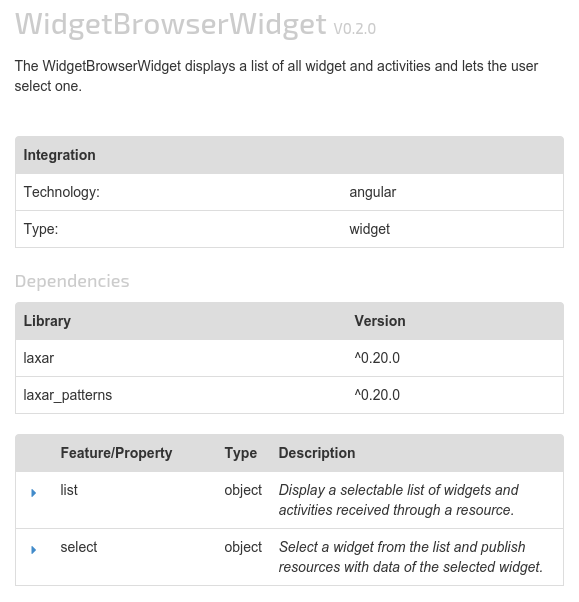 WidgetBrowserWidget V0.2.0
The WidgetBrowserWidget displays a list of all widget and activities and lets the user
select one.
Integration
Technology: angular
Type: widget
Dependencies
Library Version
laxar ^0.20.0
laxar_patterns ^0.20.0
Feature/Property Type Description
list object Display a selectable list of widgets and
activities received through a resource.
select object Select a widget from the list and publish
resources with data of the selected widget.